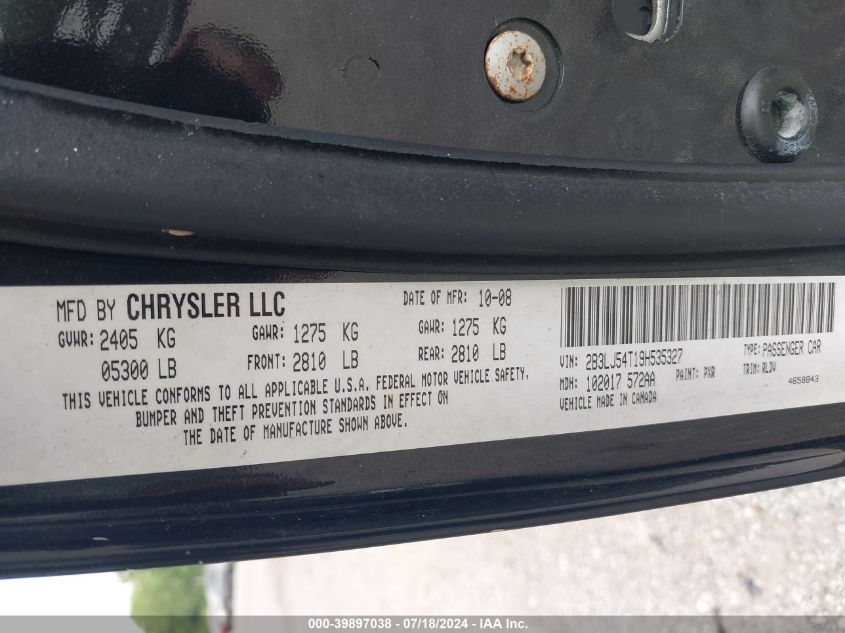 MFD BY CHRYSLER LLC
DATE OF MFR: 10-08
GVWR: 2405 KG
GAWR: 1275 KG
GAWR: 1275 KG
05300 LB
FRONT: 2810 LB
REAR: 2810 LB
THIS VEHICLE CONFORMS TO ALL APPLICABLE U.S.A. FEDERAL MOTOR VEHICLE SAFETY,
BUMPER AND THEFT PREVENTION STANDARDS IN EFFECT ON
THE DATE OF MANUFACTURE SHOWN ABOVE.
VIN: 2B3LJ54T19H535327
TYPE: PASSENGER CAR
MDH: 102017 572AA
PAINT: PXR
TRIM: RLDV
VEHICLE MADE IN CANADA
4658843
000-39897038 - 07/18/2024 - IAA Inc.